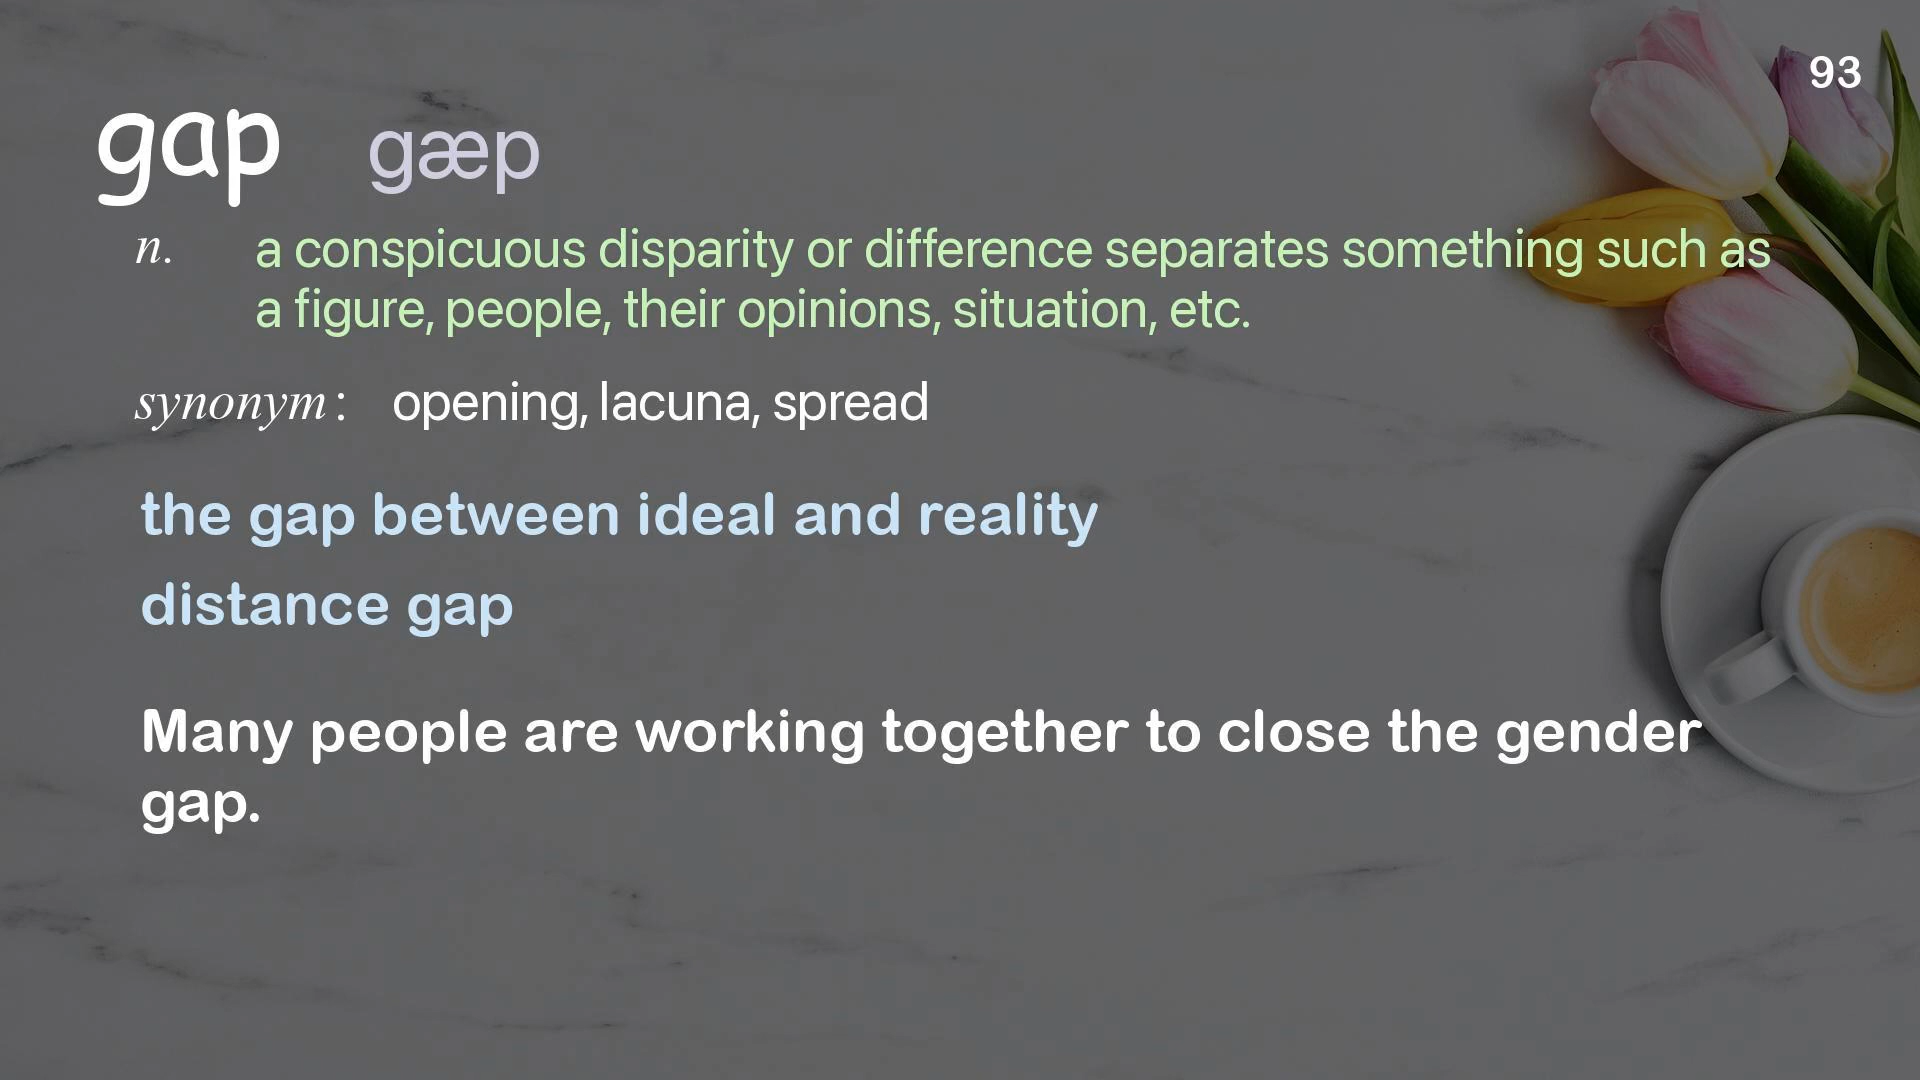 93
gap gæp
n. a conspicuous disparity or difference separates something such as
a figure, people, their opinions, situation, etc.
synonym: opening, lacuna, spread
the gap between ideal and reality
distance gap
Many people are working together to close the gender
gap.